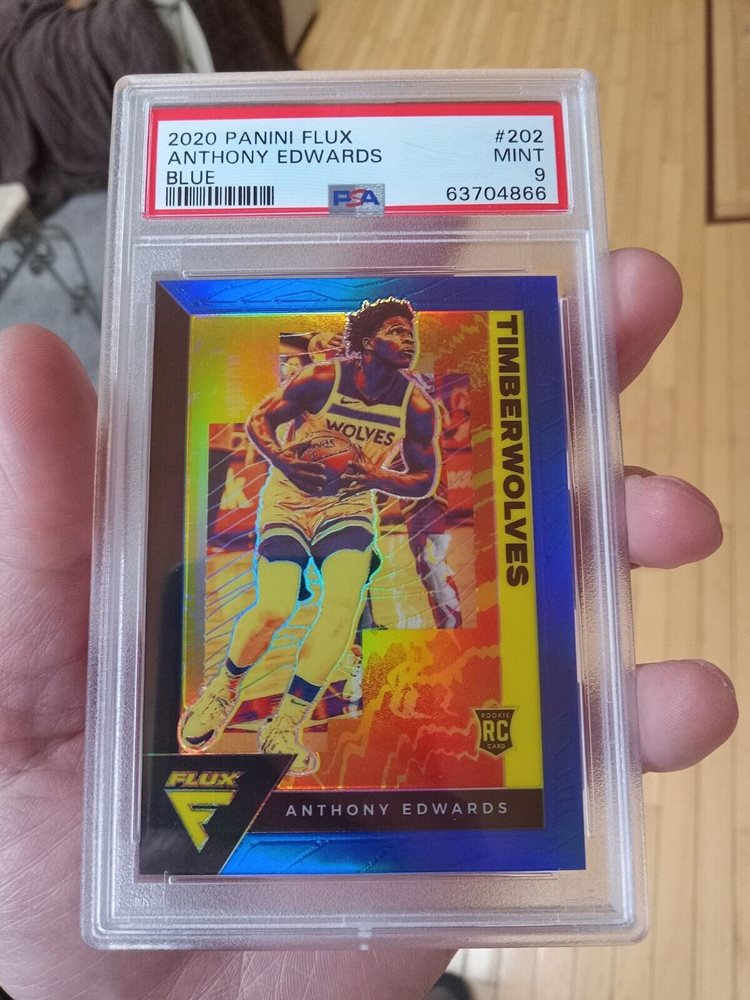 2020 PANINI FLUX #202
ANTHONY EDWARDS MINT
BLUE 9
PSA 63704866
TIMBERWOLVES
WOLVES
ROOKIE
RC
CARD
FLUX
F
ANTHONY EDWARDS